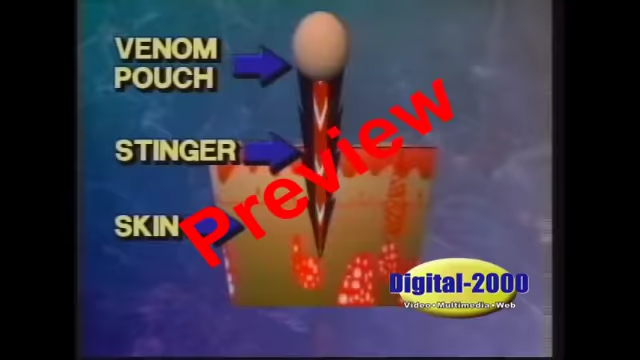 VENOM
POUCH
STINGER
SKIN
Preview
Digital-2000
Video•Multimedia•Web